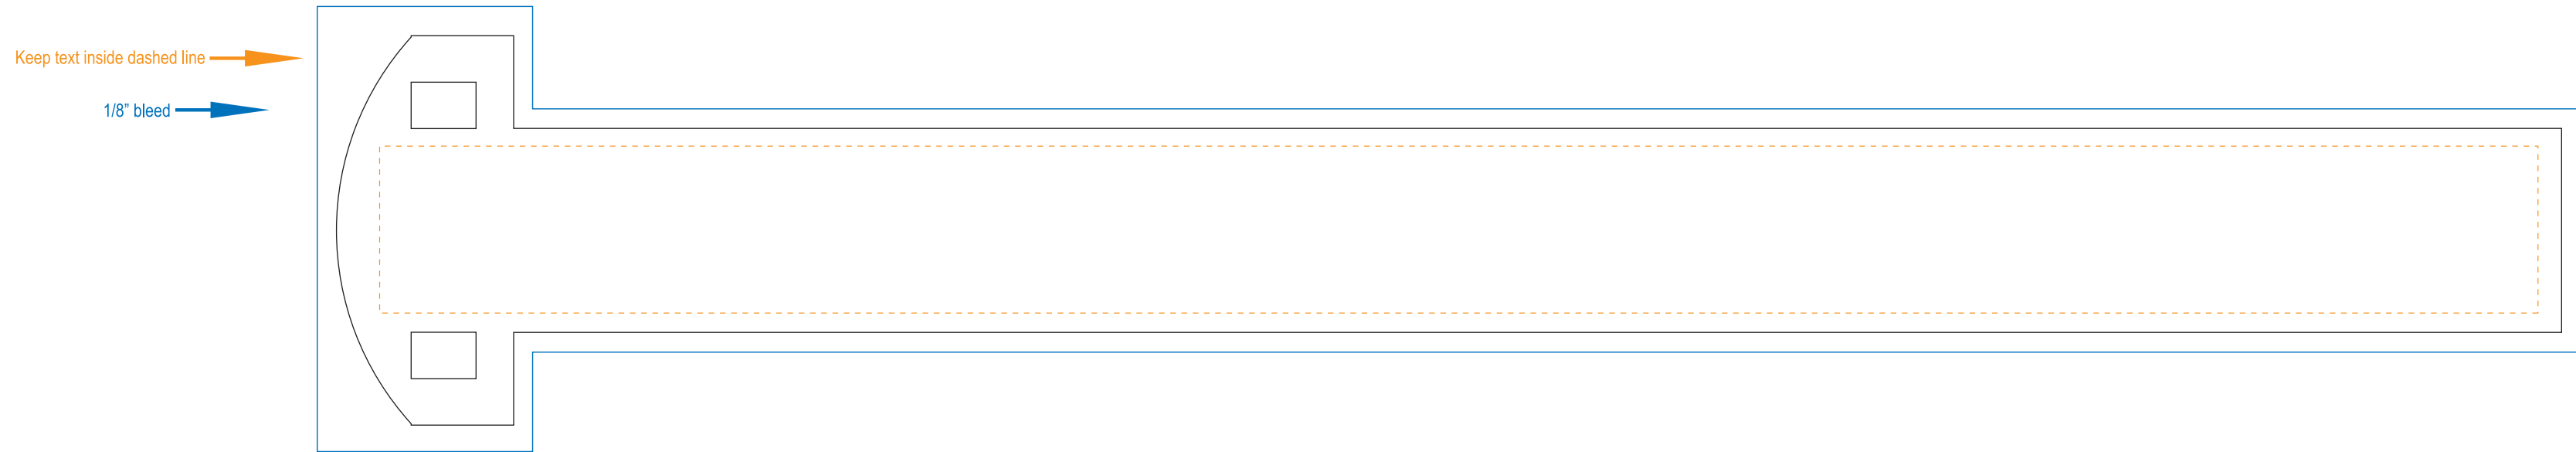 Keep text inside dashed line
1/8” bleed